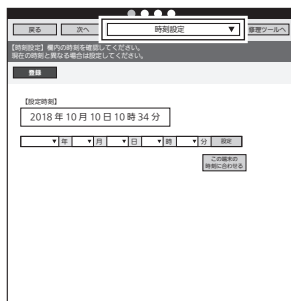 戻る 次へ 時刻設定 ▼ 修理ツールへ
【時刻設定】欄内の時刻を確認してください。
現在の時刻と異なる場合は設定してください。
登録
【設定時刻】
2018 年 10 月 10 日 10 時 34 分
▼ 年 ▼ 月 ▼ 日 ▼ 時 ▼ 分 設定
この端末の
時刻に合わせる